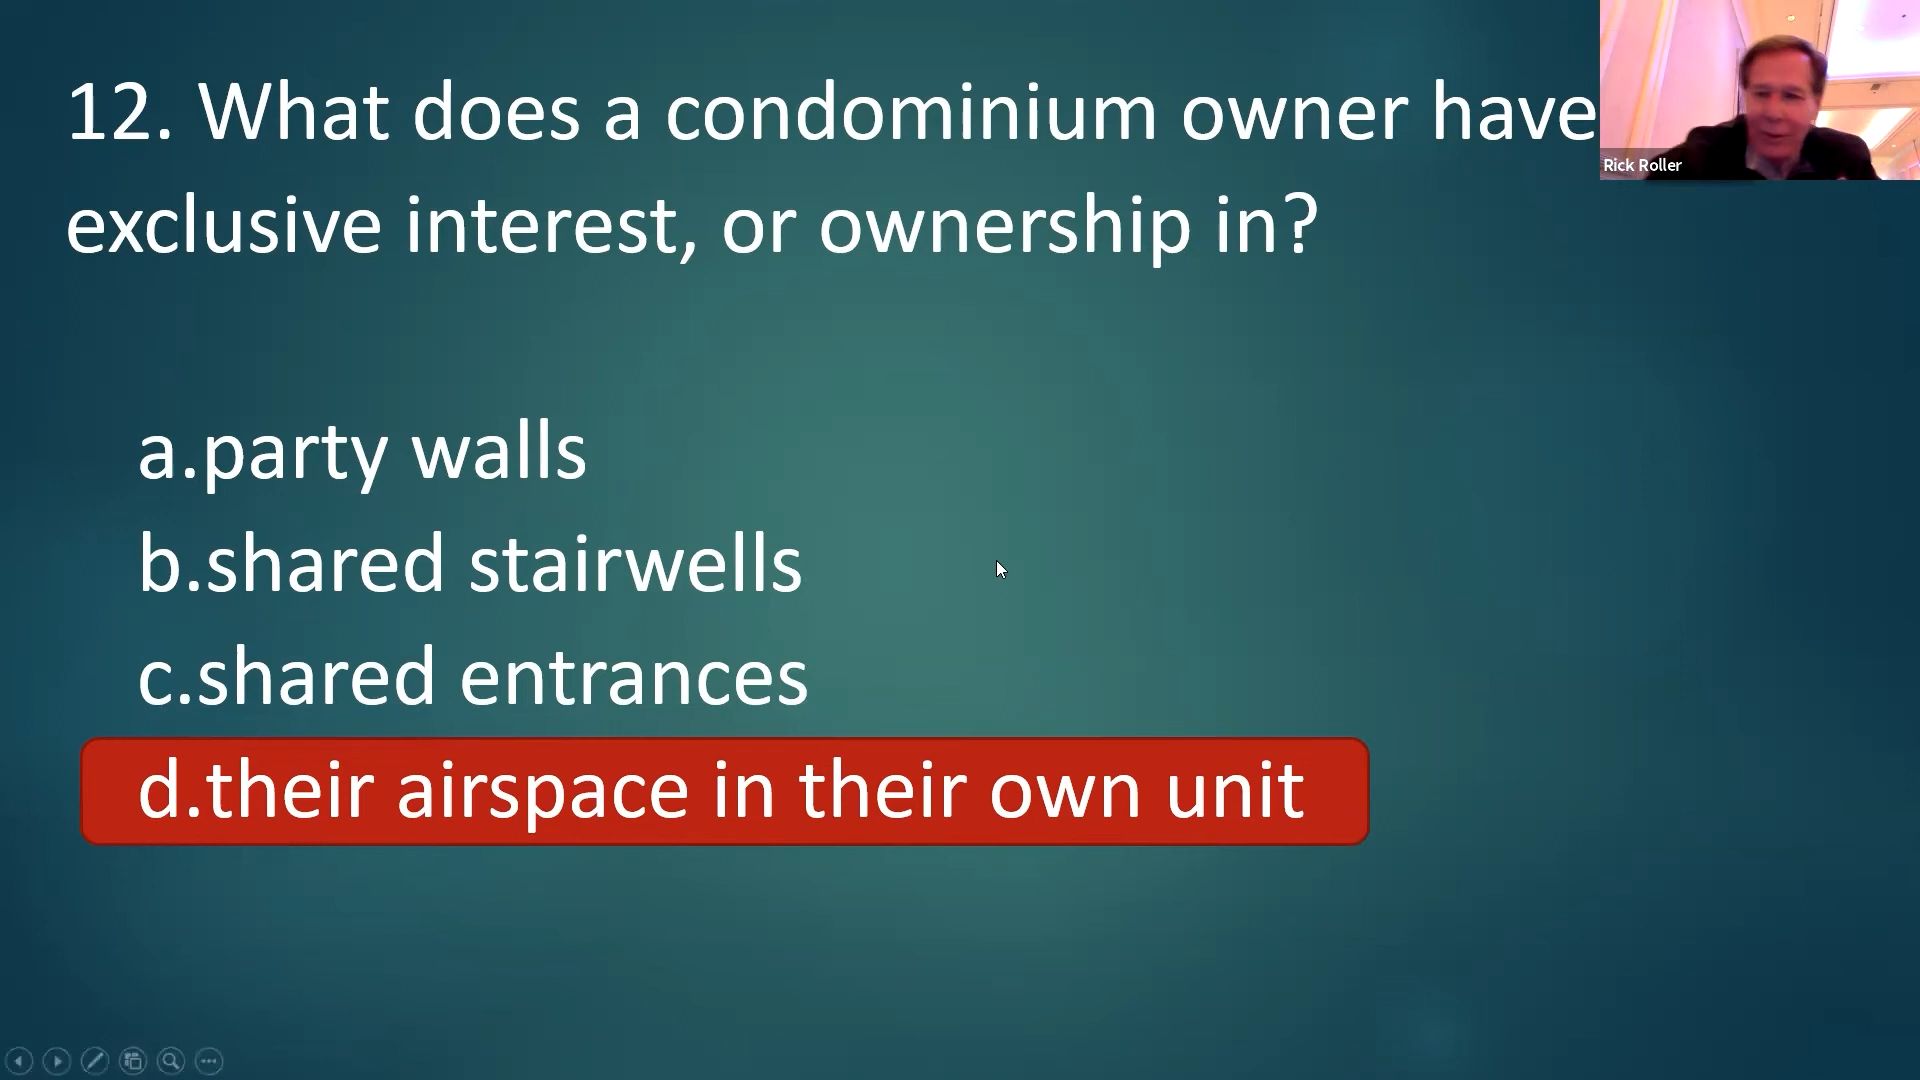 12. What does a condominium owner have
exclusive interest, or ownership in?
a.party walls
b.shared stairwells
c.shared entrances
d.their airspace in their own unit
Rick Roller